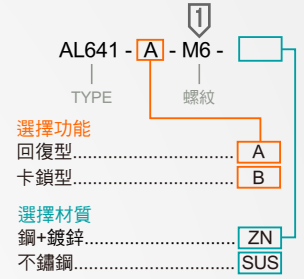 1
AL641 - A - M6 -
TYPE 螺紋
選擇功能
回復型.................................. A
卡鎖型.................................. B
選擇材質
鋼+鍍鋅................................ ZN
不鏽鋼.................................. SUS